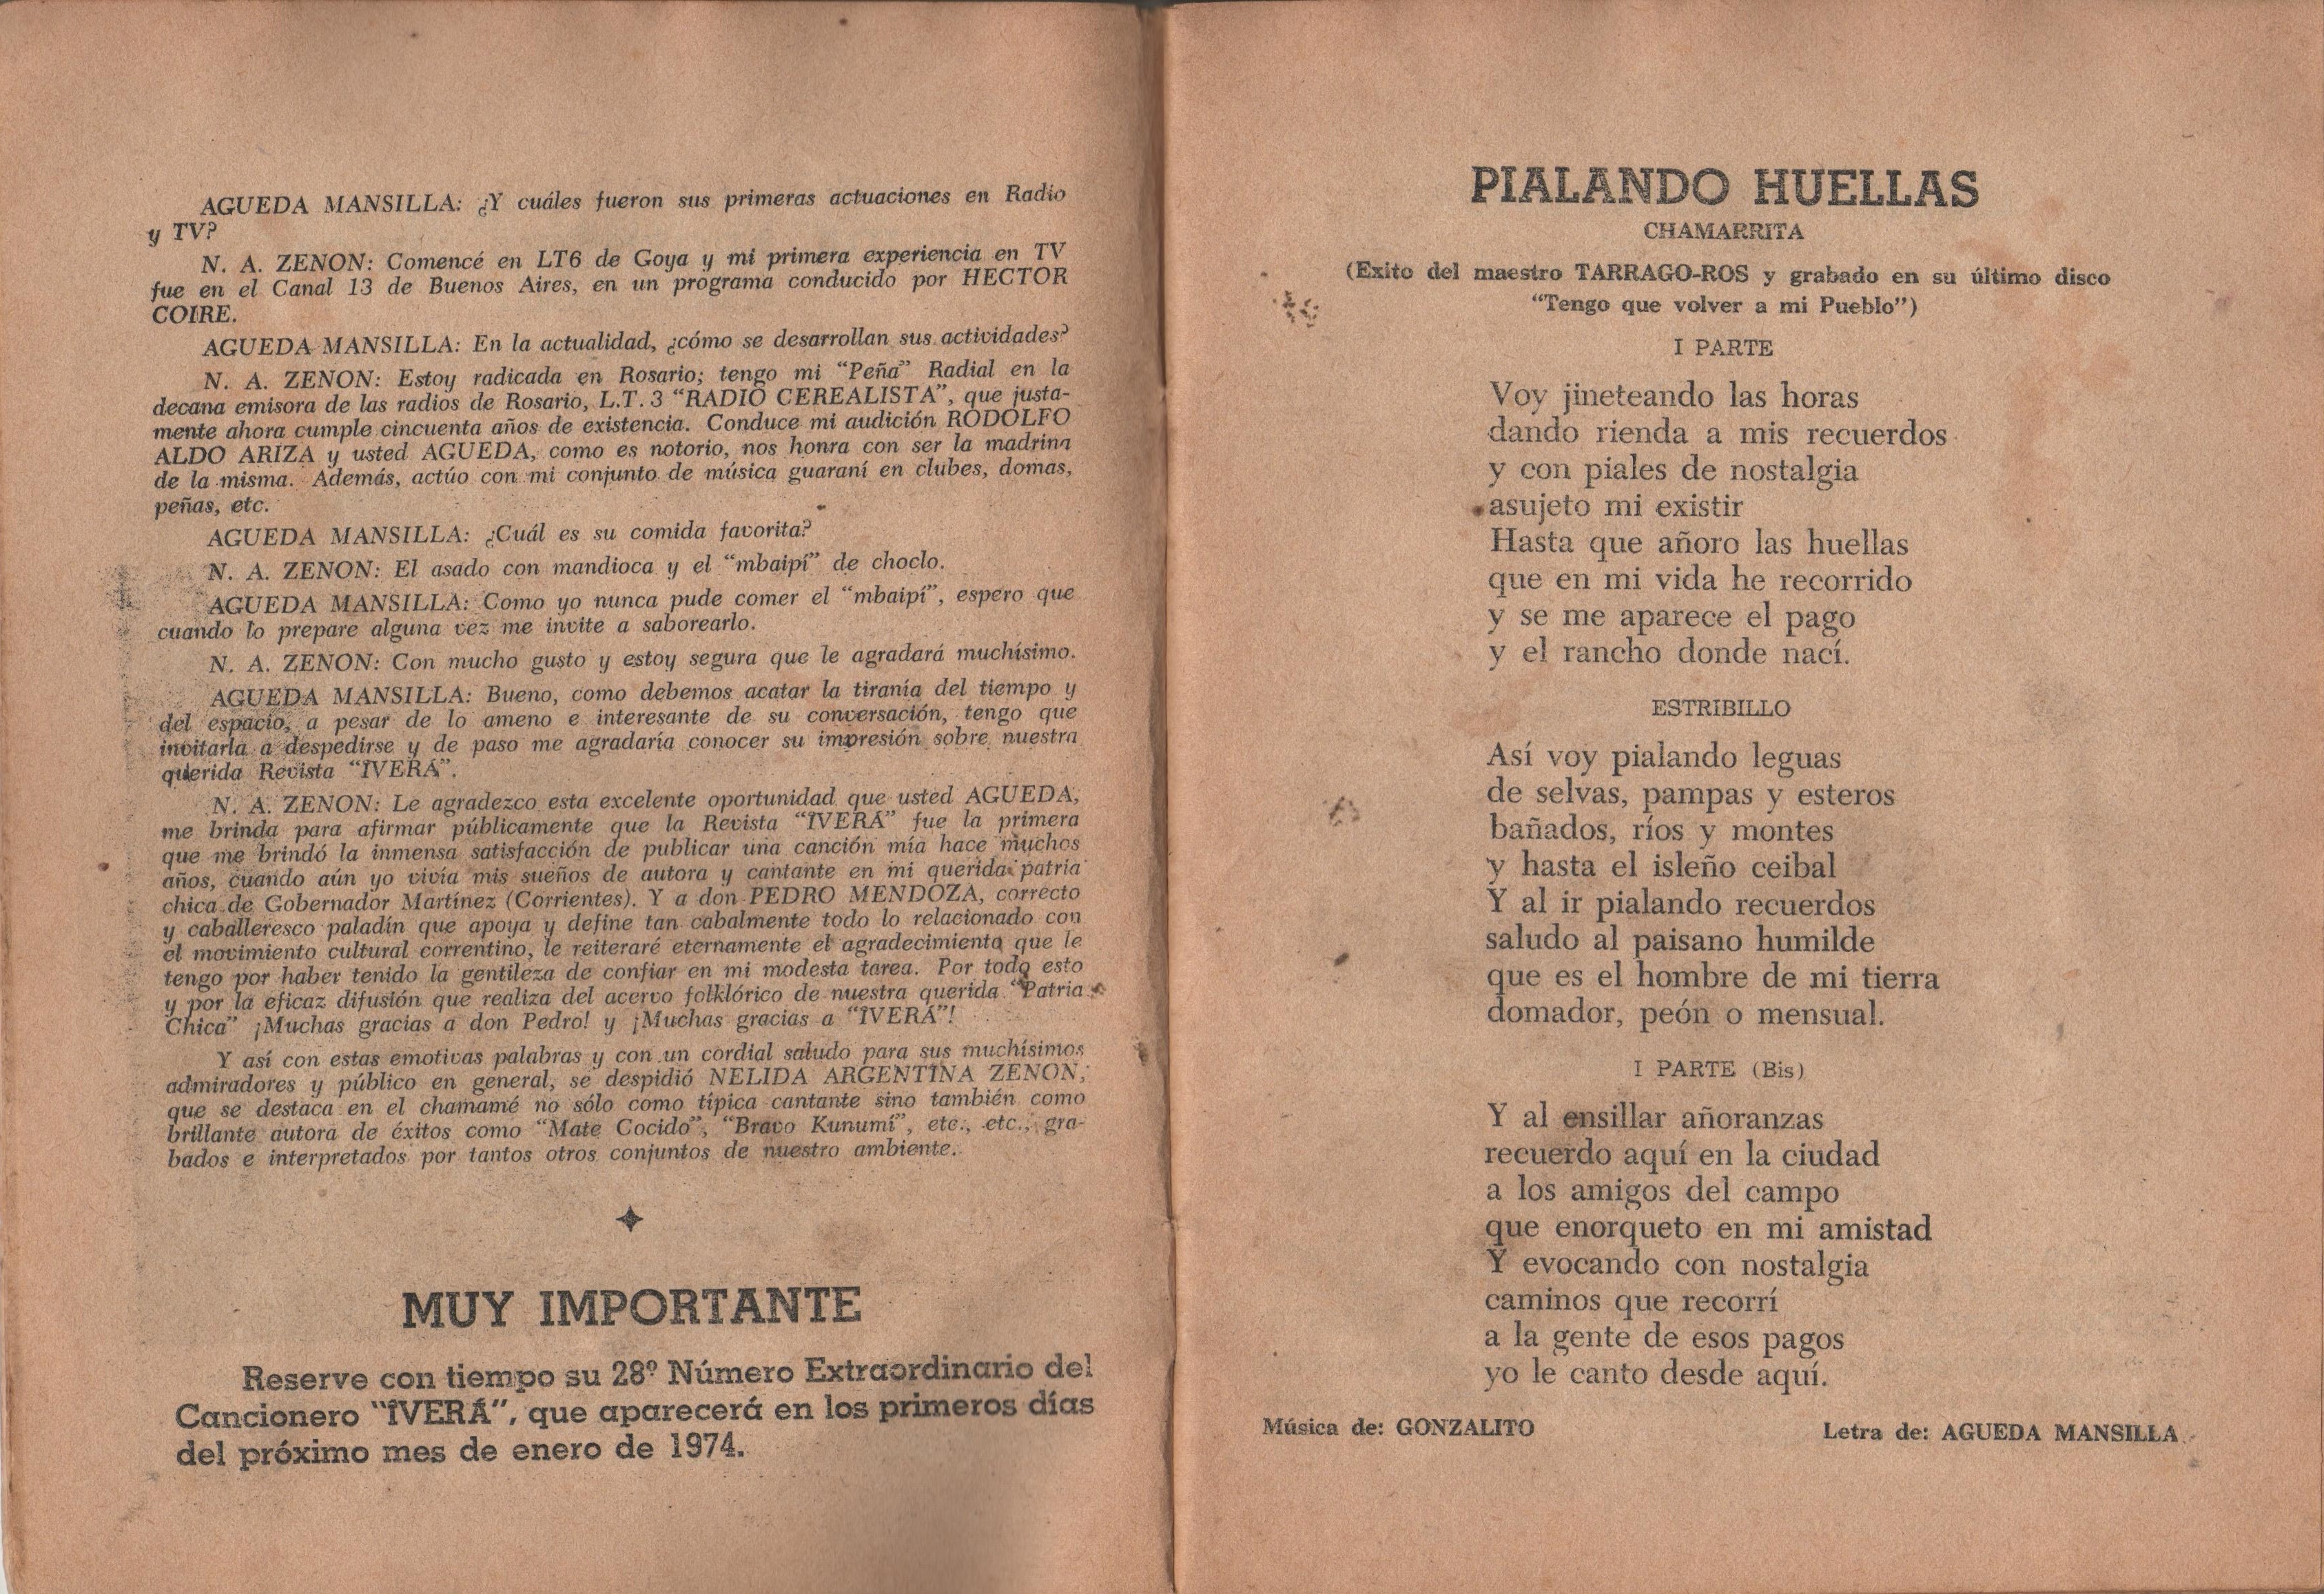 AGUEDA MANSILLA: ¿Y cuáles fueron sus primeras actuaciones en Radio
y TV?
N. A. ZENON: Comencé en LT6 de Goya y mi primera experiencia en TV
fue en el Canal 13 de Buenos Aires, en un programa conducido por HECTOR
COIRE.
AGUEDA MANSILLA: En la actualidad, ¿cómo se desarrollan sus actividades?
N. A. ZENON: Estoy radicada en Rosario; tengo mi “Peña” Radial en la
decana emisora de las radios de Rosario, L.T. 3 “RADIO CEREALISTA”, que justa-
mente ahora cumple cincuenta años de existencia. Conduce mi audición RODOLFO
ALDO ARIZA y usted AGUEDA, como es notorio, nos honra con ser la madrina
de la misma. Además, actúo con mi conjunto de música guaraní en clubes, domas,
peñas, etc.
AGUEDA MANSILLA: ¿Cuál es su comida favorita?
N. A. ZENON: El asado con mandioca y el “mbaipí” de choclo.
AGUEDA MANSILLA: Como yo nunca pude comer el “mbaipí”, espero que
cuando lo prepare alguna vez me invite a saborearlo.
N. A. ZENON: Con mucho gusto y estoy segura que le agradará muchísimo.
AGUEDA MANSILLA: Bueno, como debemos acatar la tiranía del tiempo y
del espacio, a pesar de lo ameno e interesante de su conversación, tengo que
invitarla a despedirse y de paso me agradaría conocer su impresión sobre nuestra
querida Revista “ÎVERÁ”.
N. A. ZENON: Le agradezco esta excelente oportunidad que usted AGUEDA,
me brinda para afirmar públicamente que la Revista “ÎVERÁ” fue la primera
que me brindó la inmensa satisfacción de publicar una canción mía hace muchos
años, cuando aún yo vivía mis sueños de autora y cantante en mi querida patria
chica de Gobernador Martínez (Corrientes). Y a don PEDRO MENDOZA, correcto
y caballeresco paladín que apoya y define tan cabalmente todo lo relacionado con
el movimiento cultural correntino, le reiteraré eternamente el agradecimiento que le
tengo por haber tenido la gentileza de confiar en mi modesta tarea. Por todo esto
y por la eficaz difusión que realiza del acervo folklórico de nuestra querida “Patria
Chica” ¡Muchas gracias a don Pedro! y ¡Muchas gracias a “ÎVERÁ”!
Y así con estas emotivas palabras y con un cordial saludo para sus muchísimos
admiradores y público en general, se despidió NELIDA ARGENTINA ZENON,
que se destaca en el chamamé no sólo como típica cantante sino también como
brillante autora de éxitos como “Mate Cocido”, “Bravo Kunumí”, etc., etc., gra-
bados e interpretados por tantos otros conjuntos de nuestro ambiente.
MUY IMPORTANTE
Reserve con tiempo su 28º Número Extraordinario del
Cancionero “ÎVERÁ”, que aparecerá en los primeros días
del próximo mes de enero de 1974.
PIALANDO HUELLAS
CHAMARRITA
(Exito del maestro TARRAGO-ROS y grabado en su último disco
“Tengo que volver a mi Pueblo”)
I PARTE
Voy jineteando las horas
dando rienda a mis recuerdos
y con piales de nostalgia
asujeto mi existir
Hasta que añoro las huellas
que en mi vida he recorrido
y se me aparece el pago
y el rancho donde nací.
ESTRIBILLO
Así voy pialando leguas
de selvas, pampas y esteros
bañados, ríos y montes
y hasta el isleño ceibal
Y al ir pialando recuerdos
saludo al paisano humilde
que es el hombre de mi tierra
domador, peón o mensual.
I PARTE (Bis)
Y al ensillar añoranzas
recuerdo aquí en la ciudad
a los amigos del campo
que enorqueto en mi amistad
Y evocando con nostalgia
caminos que recorrí
a la gente de esos pagos
yo le canto desde aquí.
Música de: GONZALITO
Letra de: AGUEDA MANSILLA